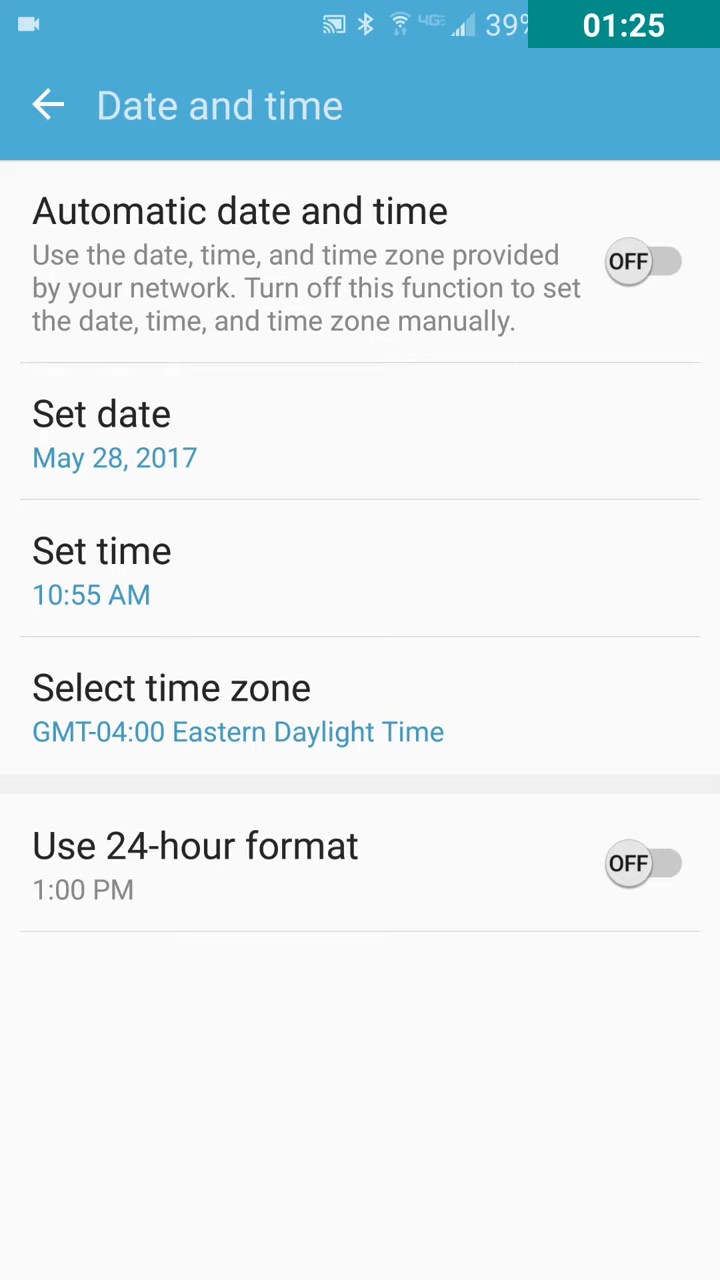 4G 39% 01:25
Date and time
Automatic date and time
Use the date, time, and time zone provided
by your network. Turn off this function to set
the date, time, and time zone manually.
OFF
Set date
May 28, 2017
Set time
10:55 AM
Select time zone
GMT-04:00 Eastern Daylight Time
Use 24-hour format
1:00 PM
OFF